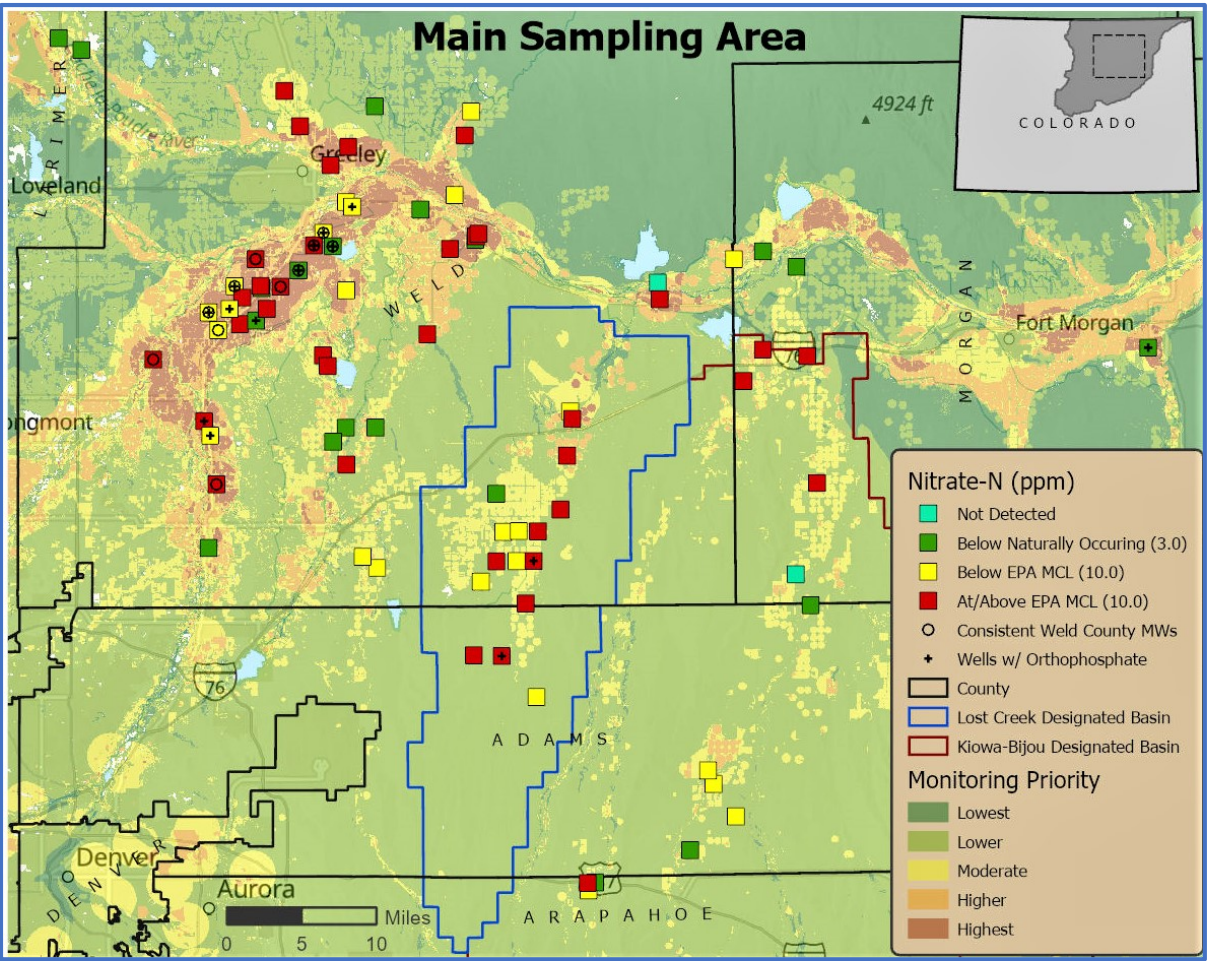 Main Sampling Area
4924 ft
COLORADO
LARIMER
Cache la Poudre River
Greeley
Loveland
WELD
MORGAN
Fort Morgan
76
ongmont
76
ADAMS
Denver
DENVER
Aurora
ARAPAHOE
Miles
0 5 10
Nitrate-N (ppm)
Not Detected
Below Naturally Occuring (3.0)
Below EPA MCL (10.0)
At/Above EPA MCL (10.0)
Consistent Weld County MWs
Wells w/ Orthophosphate
County
Lost Creek Designated Basin
Kiowa-Bijou Designated Basin
Monitoring Priority
Lowest
Lower
Moderate
Higher
Highest